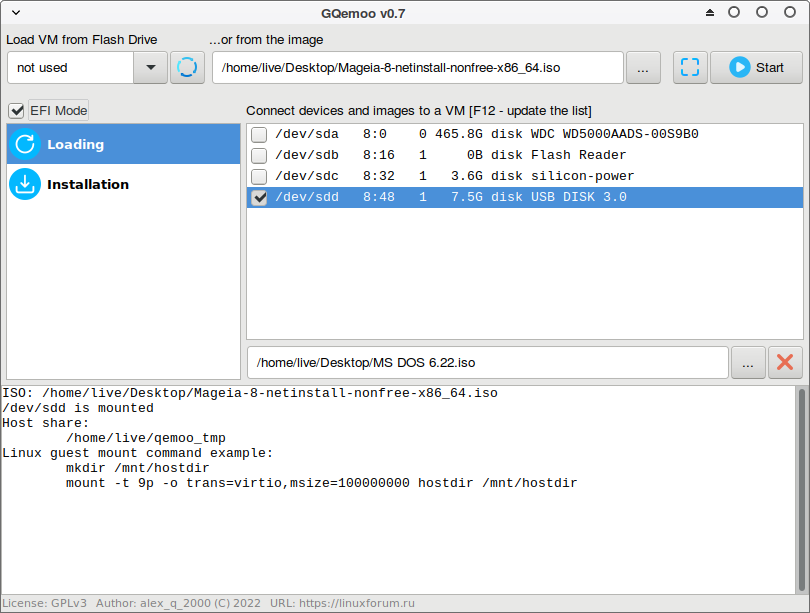 GQemoo v0.7
Load VM from Flash Drive
...or from the image
not used
/home/live/Desktop/Mageia-8-netinstall-nonfree-x86_64.iso
...
Start
EFI Mode
Connect devices and images to a VM [F12 - update the list]
Loading
Installation
/dev/sda   8:0    0 465.8G disk WDC WD5000AADS-00S9B0
/dev/sdb   8:16   1     0B disk Flash Reader
/dev/sdc   8:32   1   3.6G disk silicon-power
/dev/sdd   8:48   1   7.5G disk USB DISK 3.0
/home/live/Desktop/MS DOS 6.22.iso
...
ISO: /home/live/Desktop/Mageia-8-netinstall-nonfree-x86_64.iso
/dev/sdd is mounted
Host share:
/home/live/qemoo_tmp
Linux guest mount command example:
mkdir /mnt/hostdir
mount -t 9p -o trans=virtio,msize=100000000 hostdir /mnt/hostdir
License: GPLv3   Author: alex_q_2000 (C) 2022   URL: https://linuxforum.ru